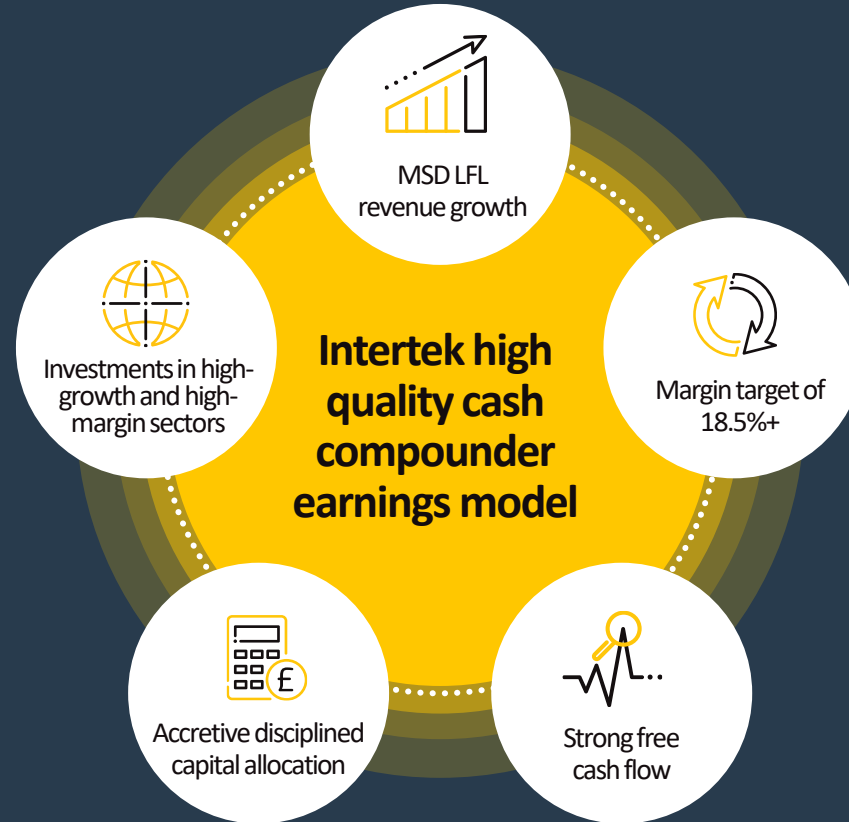 MSD LFL
revenue growth
Intertek high
quality cash
compounder
earnings model
Margin target of
18.5%+
Strong free
cash flow
£
Accretive disciplined
capital allocation
Investments in high-
growth and high-
margin sectors